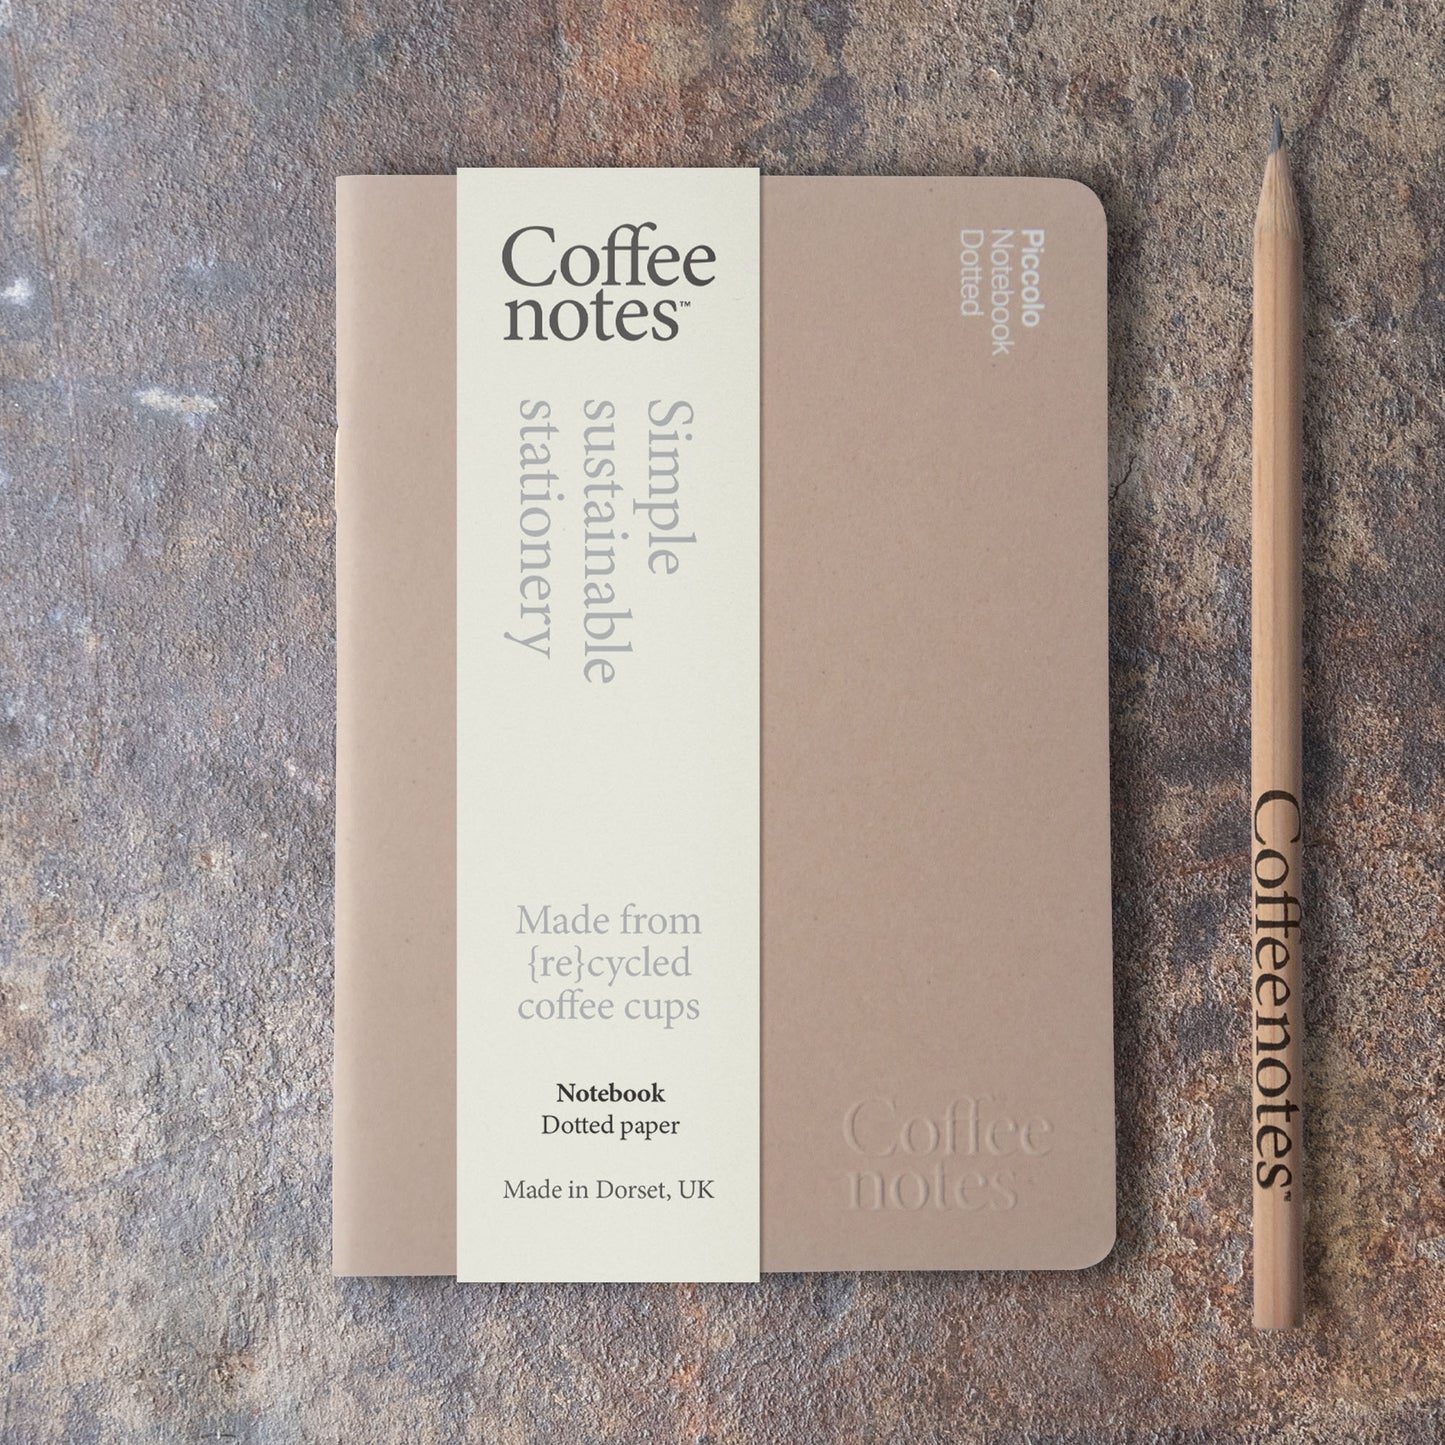 Coffee
notes™
Simple
sustainable
stationery
Made from
{re}cycled
coffee cups
Notebook
Dotted paper
Made in Dorset, UK
Piccolo
Notebook
Dotted
Coffee
notes
Coffeenotes™